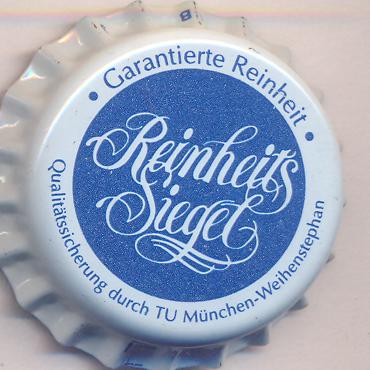 • Garantierte Reinheit •
Reinheits
Siegel
Qualitätssicherung durch TU München-Weihenstephan